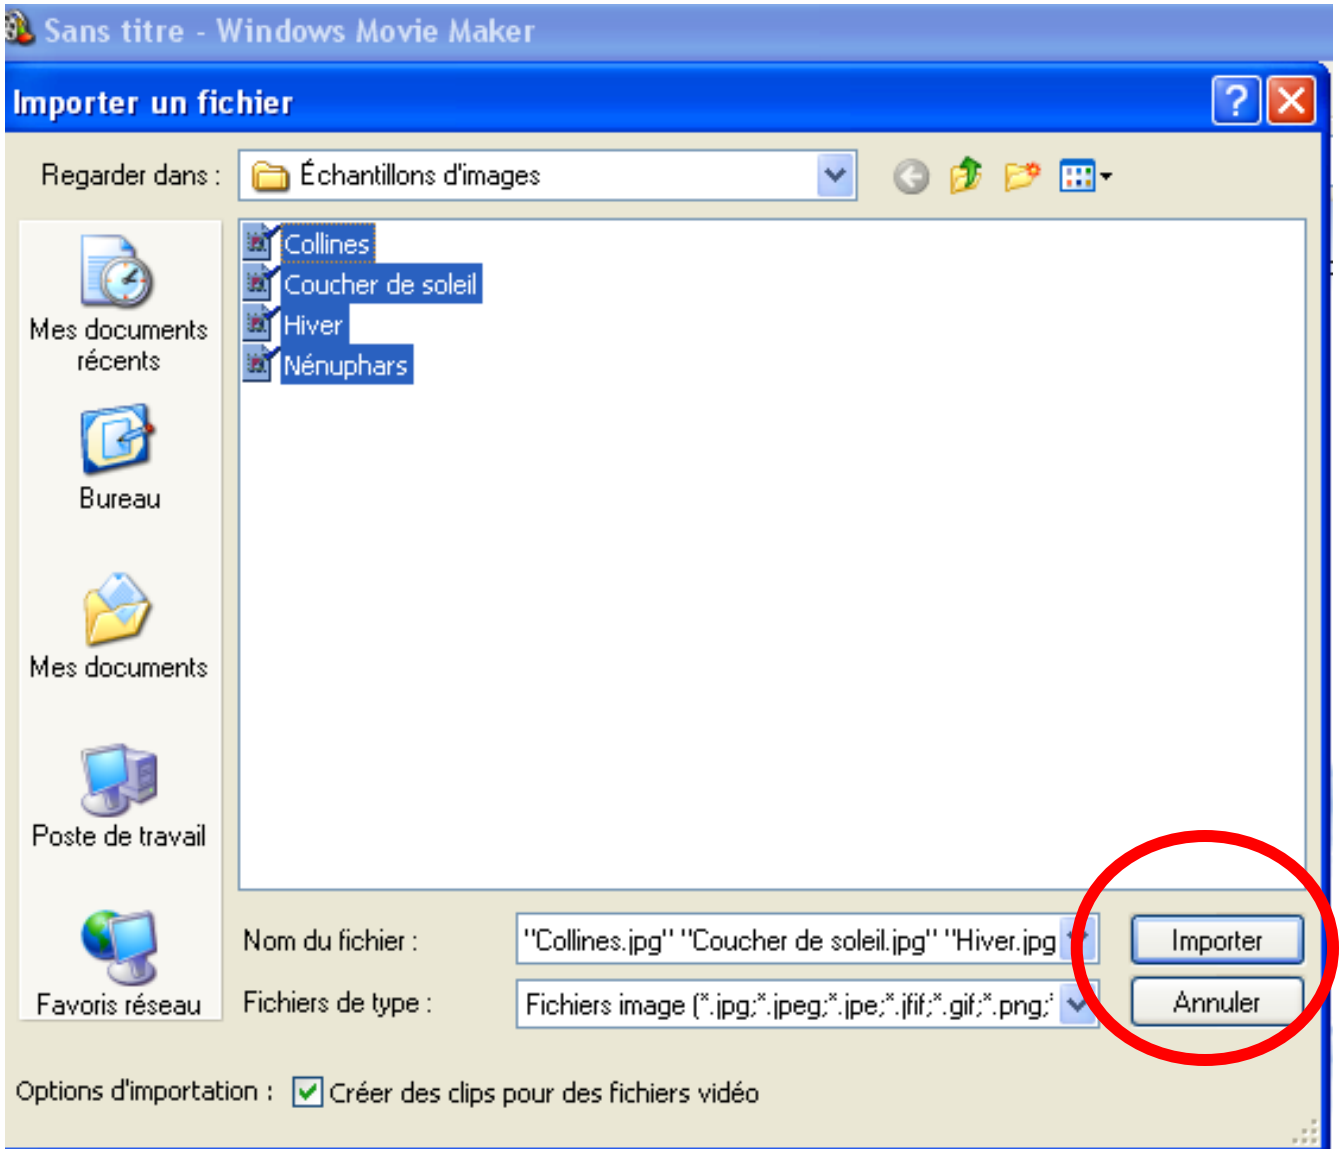 Sans titre - Windows Movie Maker
Importer un fichier
Regarder dans :
Échantillons d'images
Collines
Coucher de soleil
Hiver
Nénuphars
Mes documents
récents
Bureau
Mes documents
Poste de travail
Favoris réseau
Nom du fichier :
"Collines.jpg" "Coucher de soleil.jpg" "Hiver.jpg
Importer
Fichiers de type :
Fichiers image (*.jpg;*.jpeg;*.jpe;*.jfif;*.gif;*.png;*
Annuler
Options d'importation :
Créer des clips pour des fichiers vidéo